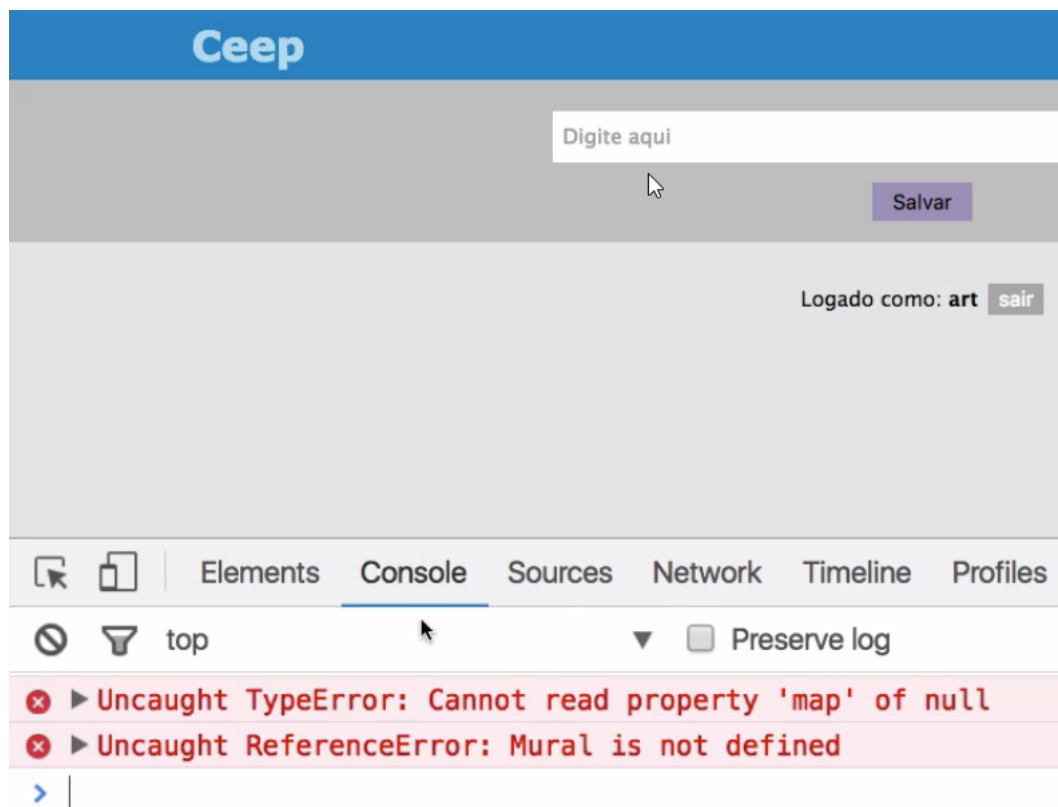 Ceep
Digite aqui
Salvar
Logado como: art sair
Elements Console Sources Network Timeline Profiles
top Preserve log
Uncaught TypeError: Cannot read property 'map' of null
Uncaught ReferenceError: Mural is not defined